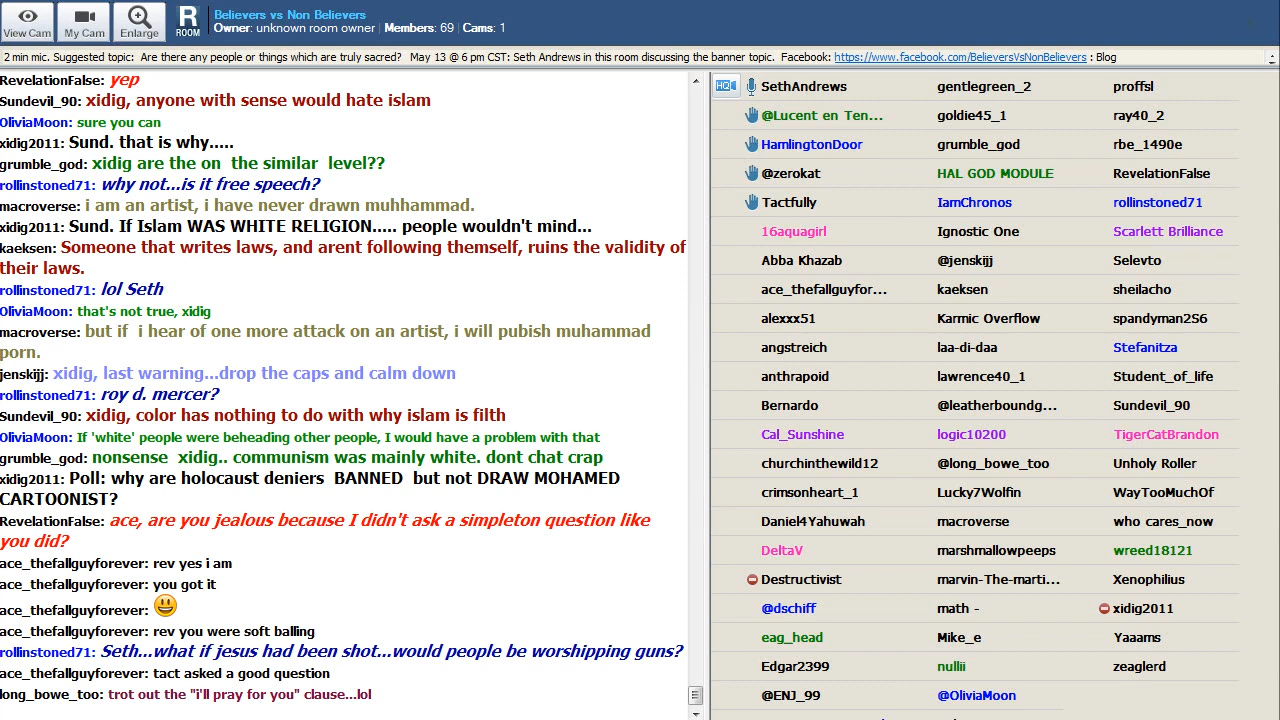 View Cam
My Cam
Enlarge
R
ROOM
Believers vs Non Believers
Owner: unknown room owner | Members: 69 | Cams: 1
2 min mic. Suggested topic: Are there any people or things which are truly sacred? May 13 @ 6 pm CST: Seth Andrews in this room discussing the banner topic. Facebook: https://www.facebook.com/BelieversVsNonBelievers : Blog
RevelationFalse: yep
Sundevil_90: xidig, anyone with sense would hate islam
OliviaMoon: sure you can
xidig2011: Sund. that is why.....
grumble_god: xidig are the on the similar level??
rollinstoned71: why not...is it free speech?
macroverse: i am an artist, i have never drawn muhhammad.
xidig2011: Sund. If Islam WAS WHITE RELIGION..... people wouldn't mind...
kaeksen: Someone that writes laws, and arent following themself, ruins the validity of
their laws.
rollinstoned71: lol Seth
OliviaMoon: that's not true, xidig
macroverse: but if i hear of one more attack on an artist, i will pubish muhammad
porn.
jenskijj: xidig, last warning...drop the caps and calm down
rollinstoned71: roy d. mercer?
Sundevil_90: xidig, color has nothing to do with why islam is filth
OliviaMoon: If 'white' people were beheading other people, I would have a problem with that
grumble_god: nonsense xidig.. communism was mainly white. dont chat crap
xidig2011: Poll: why are holocaust deniers BANNED but not DRAW MOHAMED
CARTOONIST?
RevelationFalse: ace, are you jealous because I didn't ask a simpleton question like
you did?
ace_thefallguyforever: rev yes i am
ace_thefallguyforever: you got it
ace_thefallguyforever:
ace_thefallguyforever: rev you were soft balling
rollinstoned71: Seth...what if jesus had been shot...would people be worshipping guns?
ace_thefallguyforever: tact asked a good question
long_bowe_too: trot out the "i'll pray for you" clause...lol
HQ
SethAndrews gentlegreen_2 proffsl
@Lucent en Ten... goldie45_1 ray40_2
HamlingtonDoor grumble_god rbe_1490e
@zerokat HAL GOD MODULE RevelationFalse
Tactfully IamChronos rollinstoned71
16aquagirl Ignostic One Scarlett Brilliance
Abba Khazab @jenskijj Selevto
ace_thefallguyfor... kaeksen sheilacho
alexxx51 Karmic Overflow spandyman2S6
angstreich laa-di-daa Stefanitza
anthrapoid lawrence40_1 Student_of_life
Bernardo @leatherboundg... Sundevil_90
Cal_Sunshine logic10200 TigerCatBrandon
churchinthewild12 @long_bowe_too Unholy Roller
crimsonheart_1 Lucky7Wolfin WayTooMuchOf
Daniel4Yahuwah macroverse who cares_now
DeltaV marshmallowpeeps wreed18121
Destructivist marvin-The-marti... Xenophilius
@dschiff math - xidig2011
eag_head Mike_e Yaaams
Edgar2399 nullii zeaglerd
@ENJ_99 @OliviaMoon